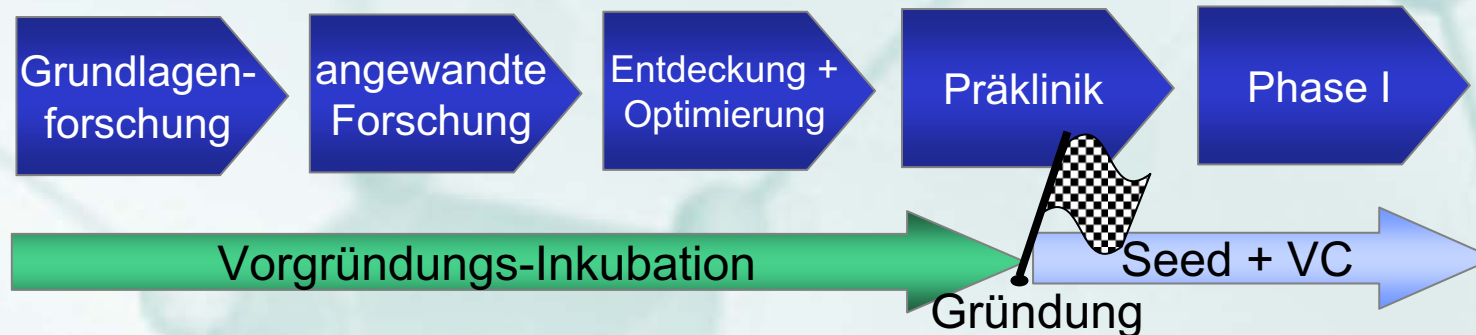 Grundlagen-
forschung
angewandte
Forschung
Entdeckung +
Optimierung
Präklinik
Phase I
Vorgründungs-Inkubation
Seed + VC
Gründung